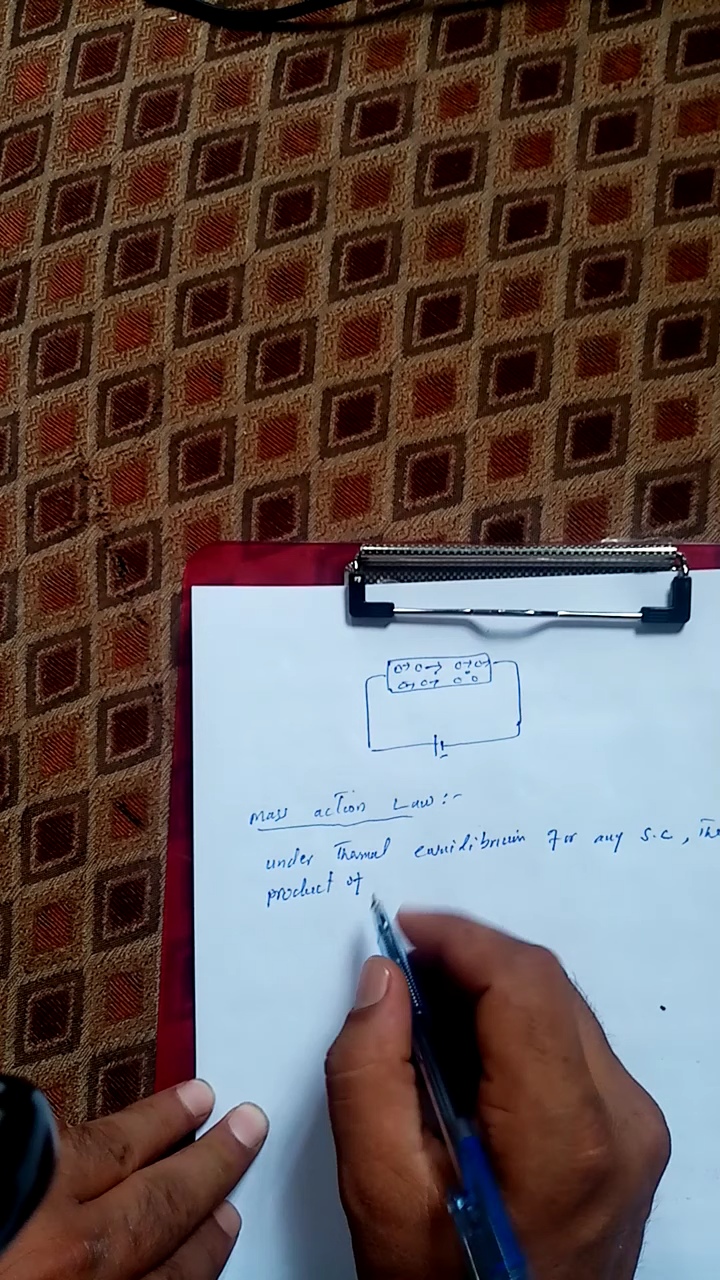 Mass action Law :-
under Thermal equilibrium for any s.c, The
product of